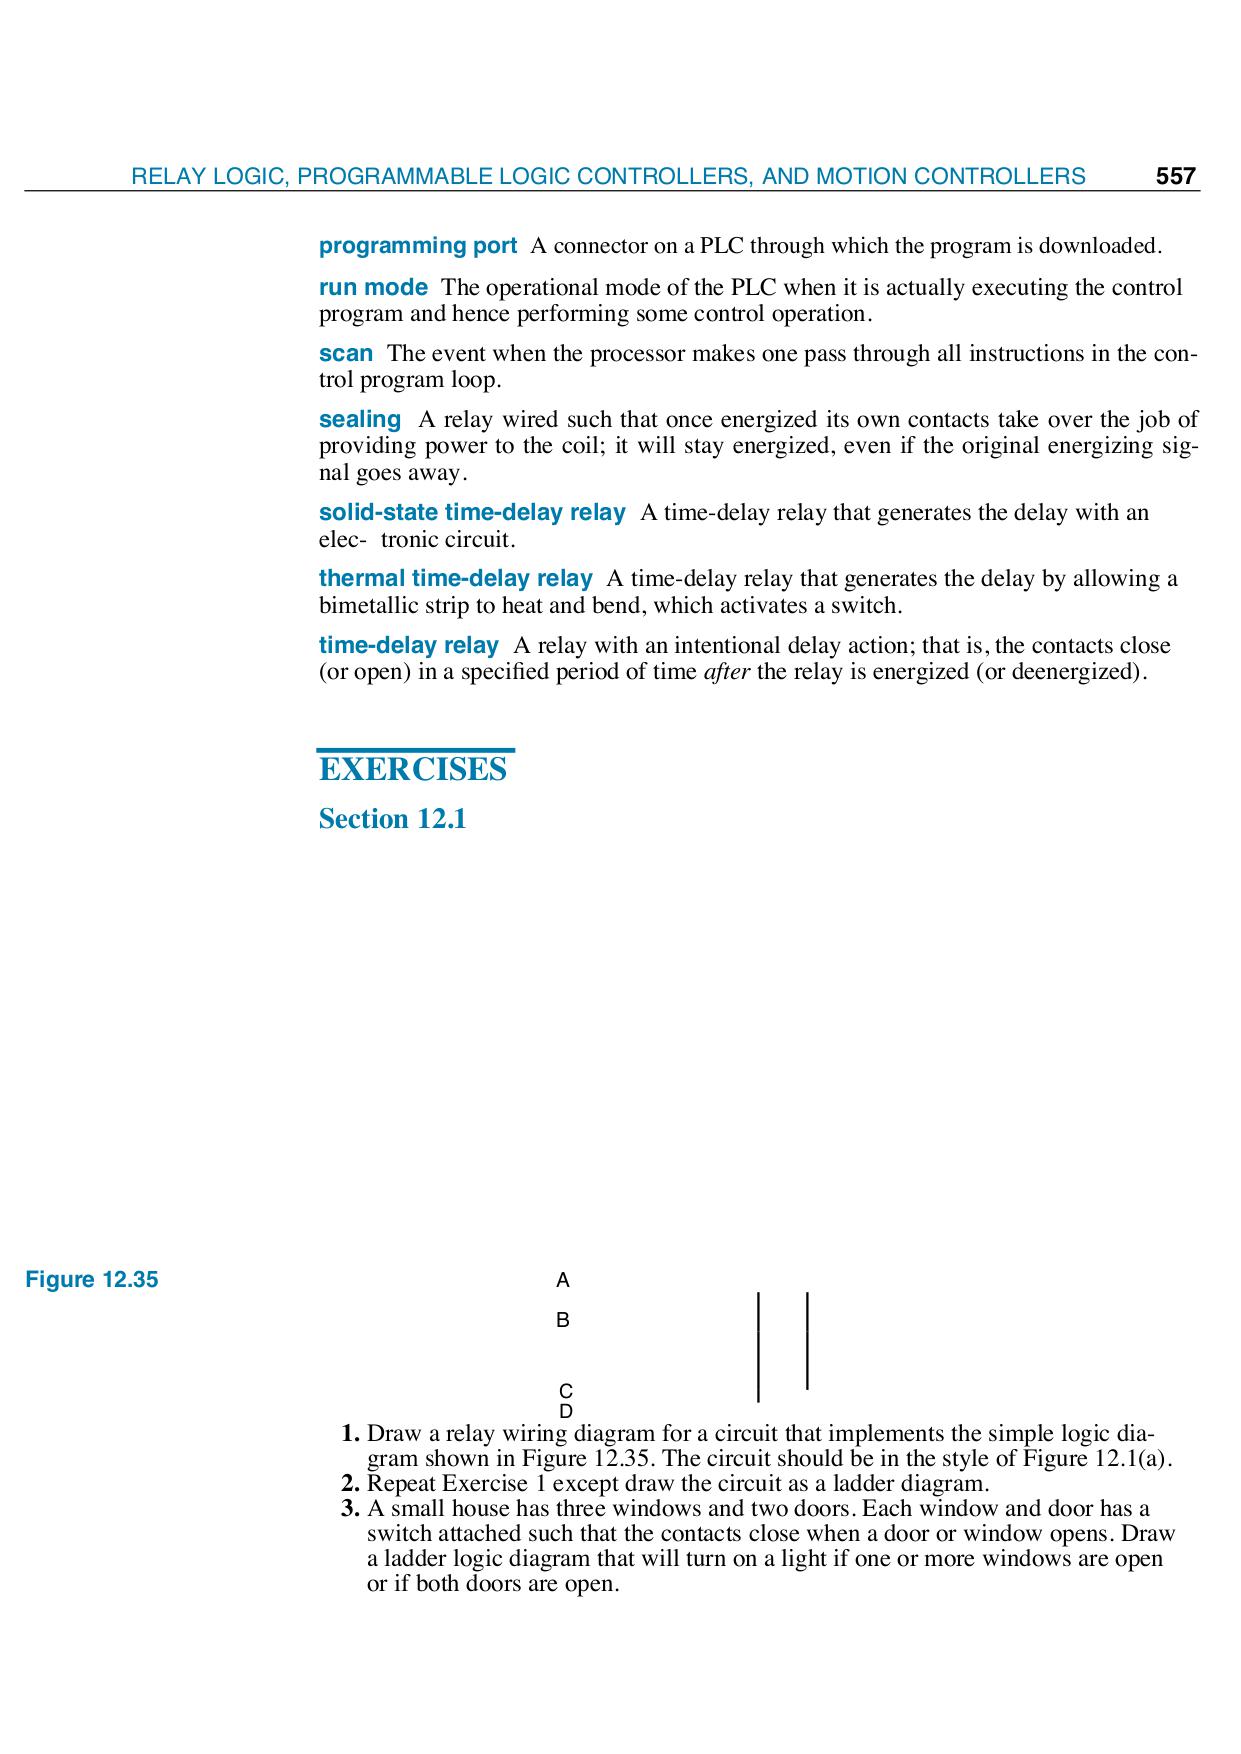 RELAY LOGIC, PROGRAMMABLE LOGIC CONTROLLERS, AND MOTION CONTROLLERS 557
programming port A connector on a PLC through which the program is downloaded.
run mode The operational mode of the PLC when it is actually executing the control
program and hence performing some control operation.
scan The event when the processor makes one pass through all instructions in the con-
trol program loop.
sealing A relay wired such that once energized its own contacts take over the job of
providing power to the coil; it will stay energized, even if the original energizing sig-
nal goes away.
solid-state time-delay relay A time-delay relay that generates the delay with an
elec- tronic circuit.
thermal time-delay relay A time-delay relay that generates the delay by allowing a
bimetallic strip to heat and bend, which activates a switch.
time-delay relay A relay with an intentional delay action; that is, the contacts close
(or open) in a specified period of time after the relay is energized (or deenergized).
EXERCISES
Section 12.1
Figure 12.35
A
B
C
D
1. Draw a relay wiring diagram for a circuit that implements the simple logic dia-
gram shown in Figure 12.35. The circuit should be in the style of Figure 12.1(a).
2. Repeat Exercise 1 except draw the circuit as a ladder diagram.
3. A small house has three windows and two doors. Each window and door has a
switch attached such that the contacts close when a door or window opens. Draw
a ladder logic diagram that will turn on a light if one or more windows are open
or if both doors are open.